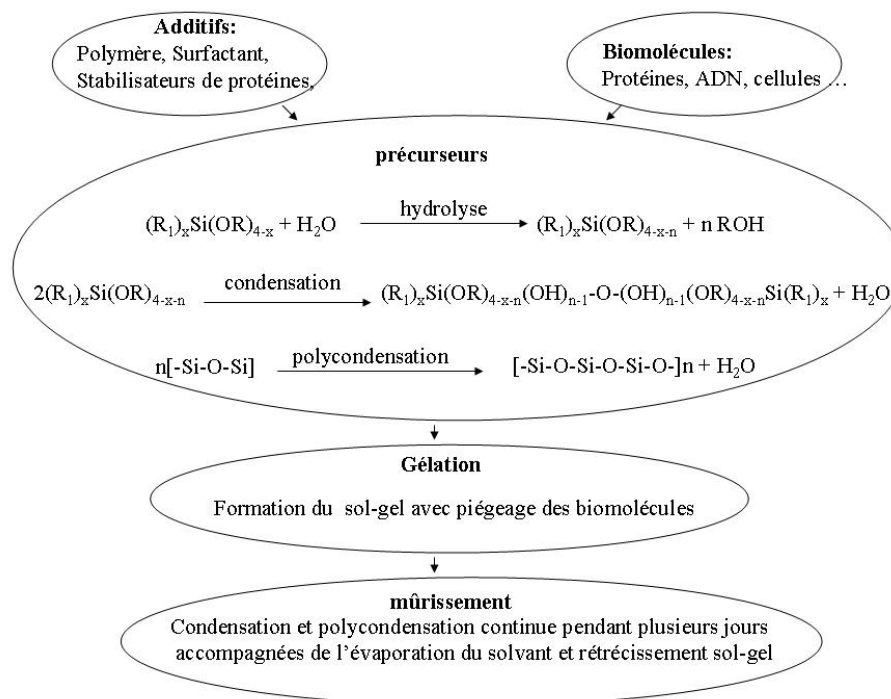 Additifs:
Polymère, Surfactant,
Stabilisateurs de protéines,
Biomolécules:
Protéines, ADN, cellules …
précurseurs
(R₁)ₓSi(OR)₄₋ₓ + H₂O hydrolyse (R₁)ₓSi(OR)₄₋ₓ₋ₙ + n ROH
2(R₁)ₓSi(OR)₄₋ₓ₋ₙ condensation (R₁)ₓSi(OR)₄₋ₓ₋ₙ(OH)ₙ₋₁-O-(OH)ₙ₋₁(OR)₄₋ₓ₋ₙSi(R₁)ₓ + H₂O
n[-Si-O-Si] polycondensation [-Si-O-Si-O-Si-O-]n + H₂O
Gélation
Formation du sol-gel avec piégeage des biomolécules
mûrissement
Condensation et polycondensation continue pendant plusieurs jours
accompagnées de l’évaporation du solvant et rétrécissement sol-gel